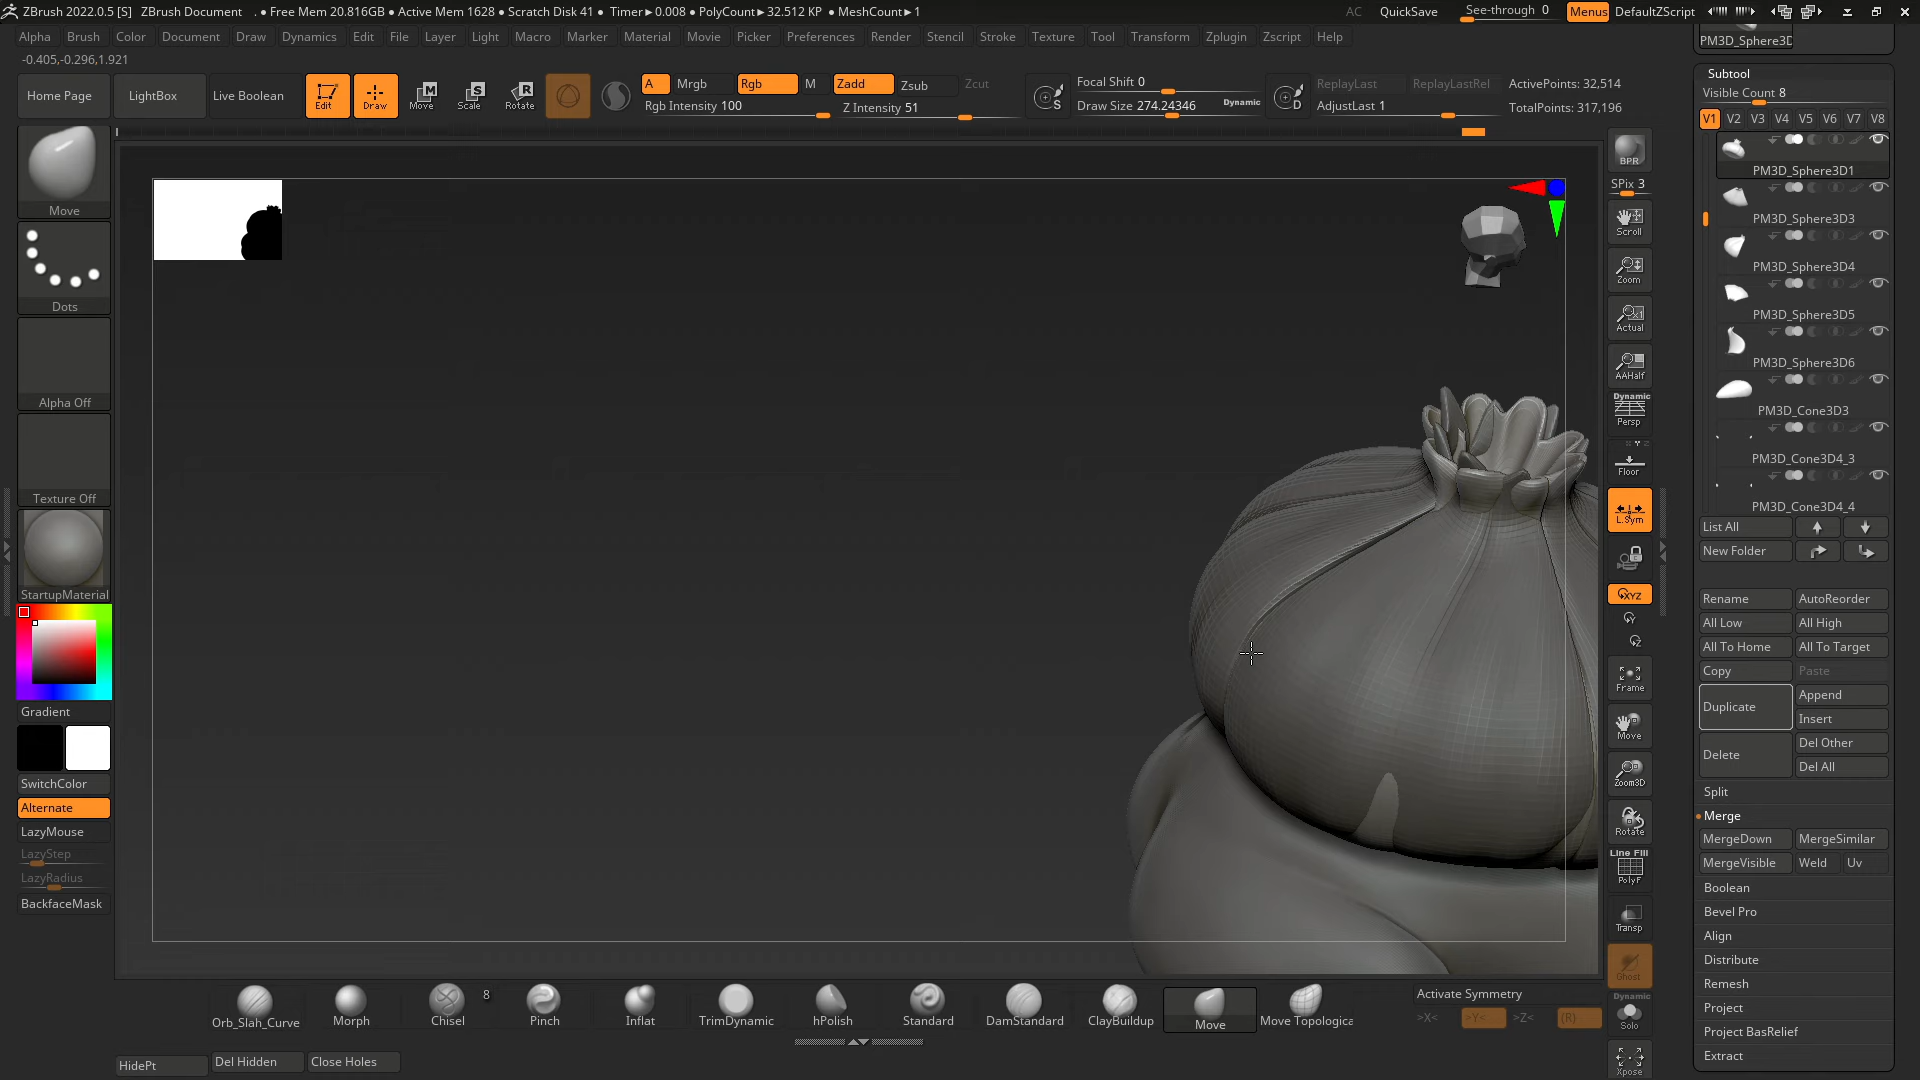 ZBrush 2022.0.5 [S] ZBrush Document . ● Free Mem 20.816GB ● Active Mem 1628 ● Scratch Disk 41 ● Timer►0.008 ● PolyCount►32.512 KP ● MeshCount►1 AC QuickSave See-through 0 Menus DefaultZScript
Alpha Brush Color Document Draw Dynamics Edit File Layer Light Macro Marker Material Movie Picker Preferences Render Stencil Stroke Texture Tool Transform Zplugin Zscript Help
-0.405,-0.296,1.921
Home Page LightBox Live Boolean Edit Draw Move Scale Rotate
A Mrgb Rgb M Zadd Zsub Zcut
Rgb Intensity 100 Z Intensity 51
Focal Shift 0
Draw Size 274.24346 Dynamic
ReplayLast ReplayLastRel
AdjustLast 1
ActivePoints: 32,514
TotalPoints: 317,196
Move
Dots
Alpha Off
Texture Off
StartupMaterial
Gradient
SwitchColor
Alternate
LazyMouse
LazyStep
LazyRadius
BackfaceMask
BPR
SPix 3
Scroll
Zoom
Actual
AAHalf
Dynamic
Persp
Floor
L.Sym
XYZ
Y
Z
Frame
Move
Zoom3D
Rotate
Line Fill
PolyF
Transp
Ghost
Dynamic
Solo
Xpose
PM3D_Sphere3D
Subtool
Visible Count 8
V1 V2 V3 V4 V5 V6 V7 V8
PM3D_Sphere3D1
PM3D_Sphere3D3
PM3D_Sphere3D4
PM3D_Sphere3D5
PM3D_Sphere3D6
PM3D_Cone3D3
PM3D_Cone3D4_3
PM3D_Cone3D4_4
List All
New Folder
Rename AutoReorder
All Low All High
All To Home All To Target
Copy Paste
Duplicate Append
Insert
Delete Del Other
Del All
Split
Merge
MergeDown MergeSimilar
MergeVisible Weld Uv
Boolean
Bevel Pro
Align
Distribute
Remesh
Project
Project BasRelief
Extract
Orb_Slah_Curve Morph Chisel 8 Pinch Inflat TrimDynamic hPolish Standard DamStandard ClayBuildup Move Move Topologica
Activate Symmetry
>X< >Y< >Z< (R)
HidePt Del Hidden Close Holes